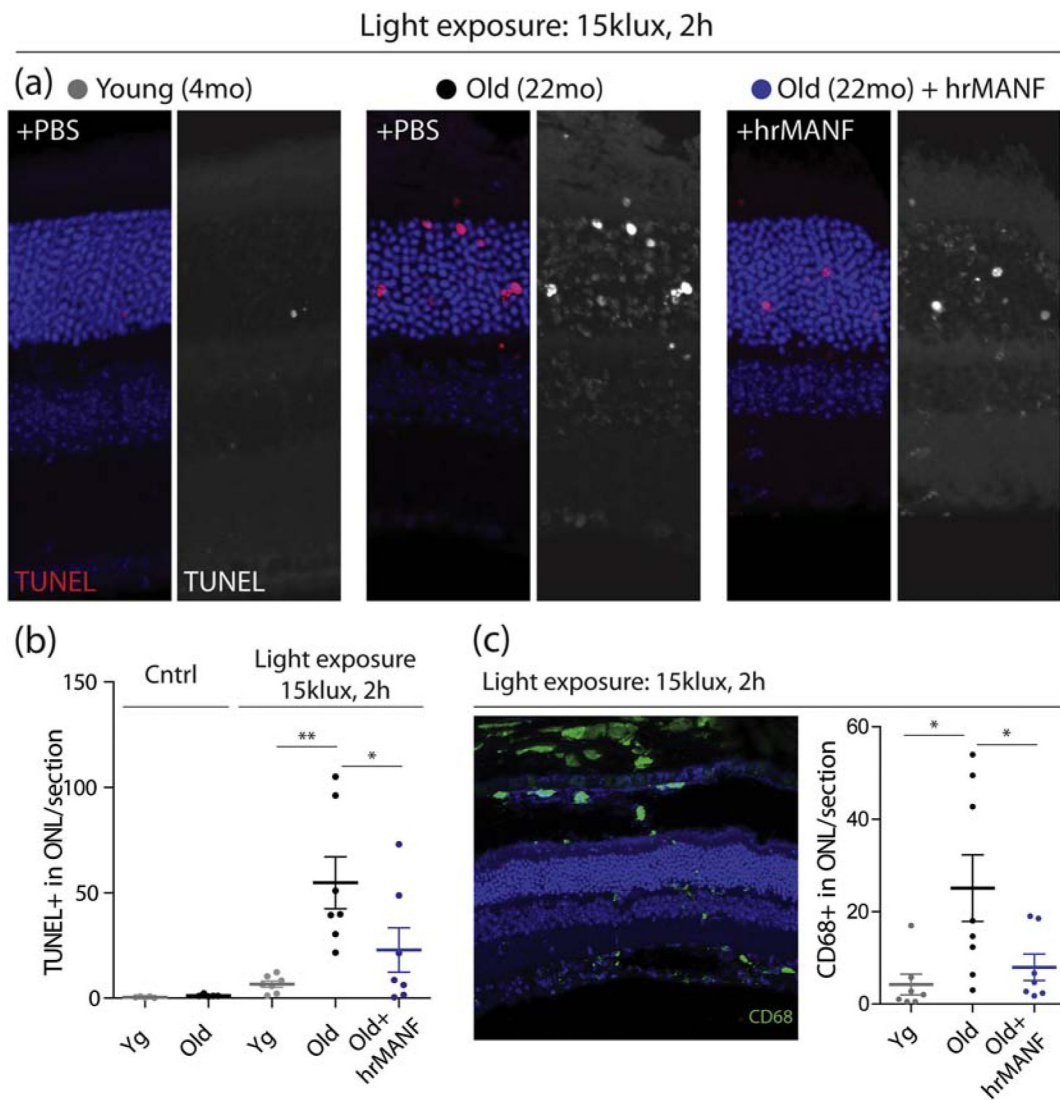 Light exposure: 15klux, 2h
(a)
Young (4mo)
Old (22mo)
Old (22mo) + hrMANF
+PBS
+PBS
+hrMANF
TUNEL
TUNEL
(b)
Cntrl
Light exposure
15klux, 2h
TUNEL+ in ONL/section
150
100
50
0
**
*
Yg
Old
Yg
Old
Old+
hrMANF
(c)
Light exposure: 15klux, 2h
CD68
CD68+ in ONL/section
60
40
20
0
*
*
Yg
Old
Old+
hrMANF